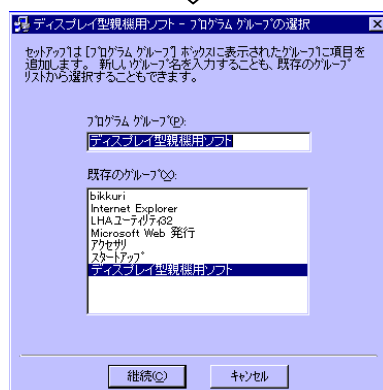 ディスプレイ型親機用ソフト - プログラム グループの選択
セットアップは [プログラム グループ] ボックスに表示されたグループに項目を
追加します。 新しいグループ名を入力することも、既存のグループ
リストから選択することもできます。
プログラム グループ(P):
ディスプレイ型親機用ソフト
既存のグループ(X):
bikkuri
Internet Explorer
LHAユーティリティ32
Microsoft Web 発行
アクセサリ
スタートアップ
ディスプレイ型親機用ソフト
継続(C)
キャンセル